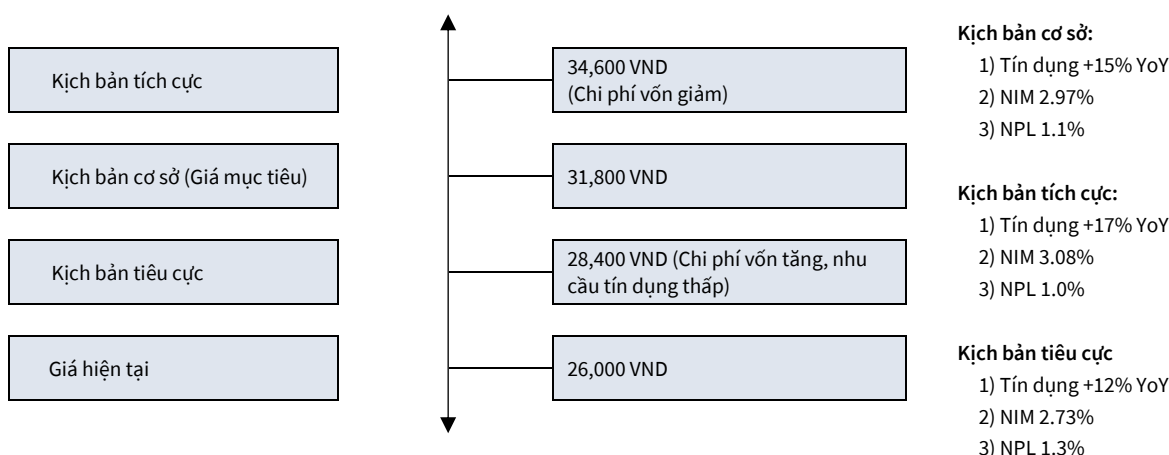 Kịch bản tích cực
34,600 VND
(Chi phí vốn giảm)
Kịch bản cơ sở (Giá mục tiêu)
31,800 VND
Kịch bản tiêu cực
28,400 VND (Chi phí vốn tăng, nhu
cầu tín dụng thấp)
Giá hiện tại
26,000 VND
Kịch bản cơ sở:
1) Tín dụng +15% YoY
2) NIM 2.97%
3) NPL 1.1%
Kịch bản tích cực:
1) Tín dụng +17% YoY
2) NIM 3.08%
3) NPL 1.0%
Kịch bản tiêu cực
1) Tín dụng +12% YoY
2) NIM 2.73%
3) NPL 1.3%